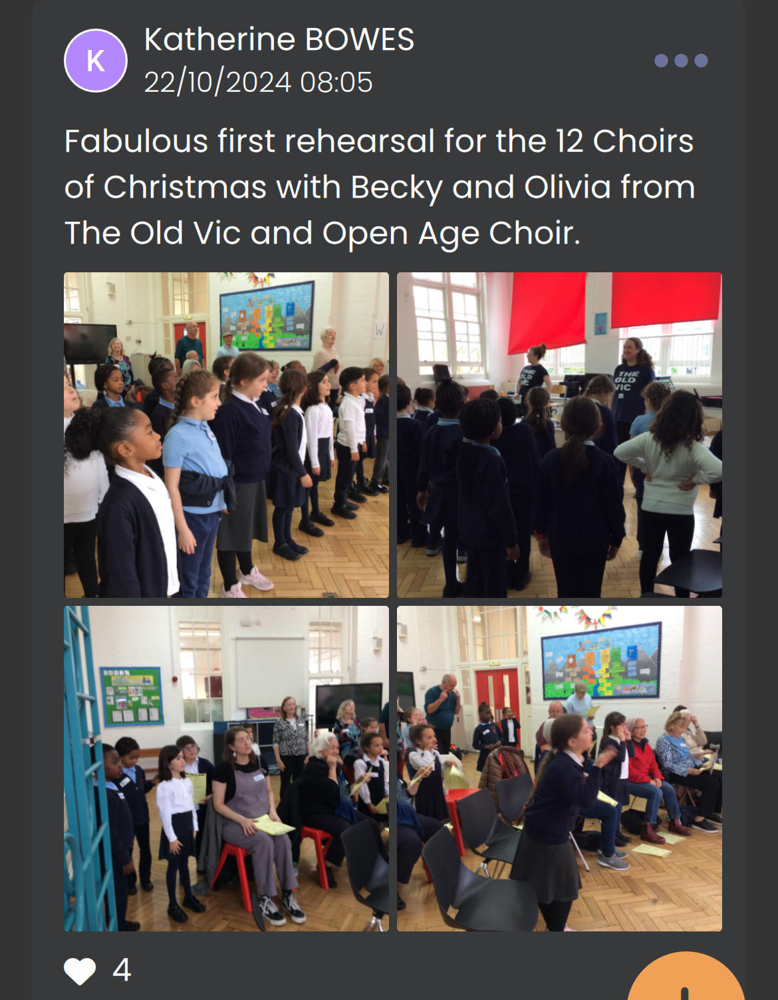 K
Katherine BOWES
22/10/2024 08:05
Fabulous first rehearsal for the 12 Choirs
of Christmas with Becky and Olivia from
The Old Vic and Open Age Choir.
W
THE
OLD
VIC
4